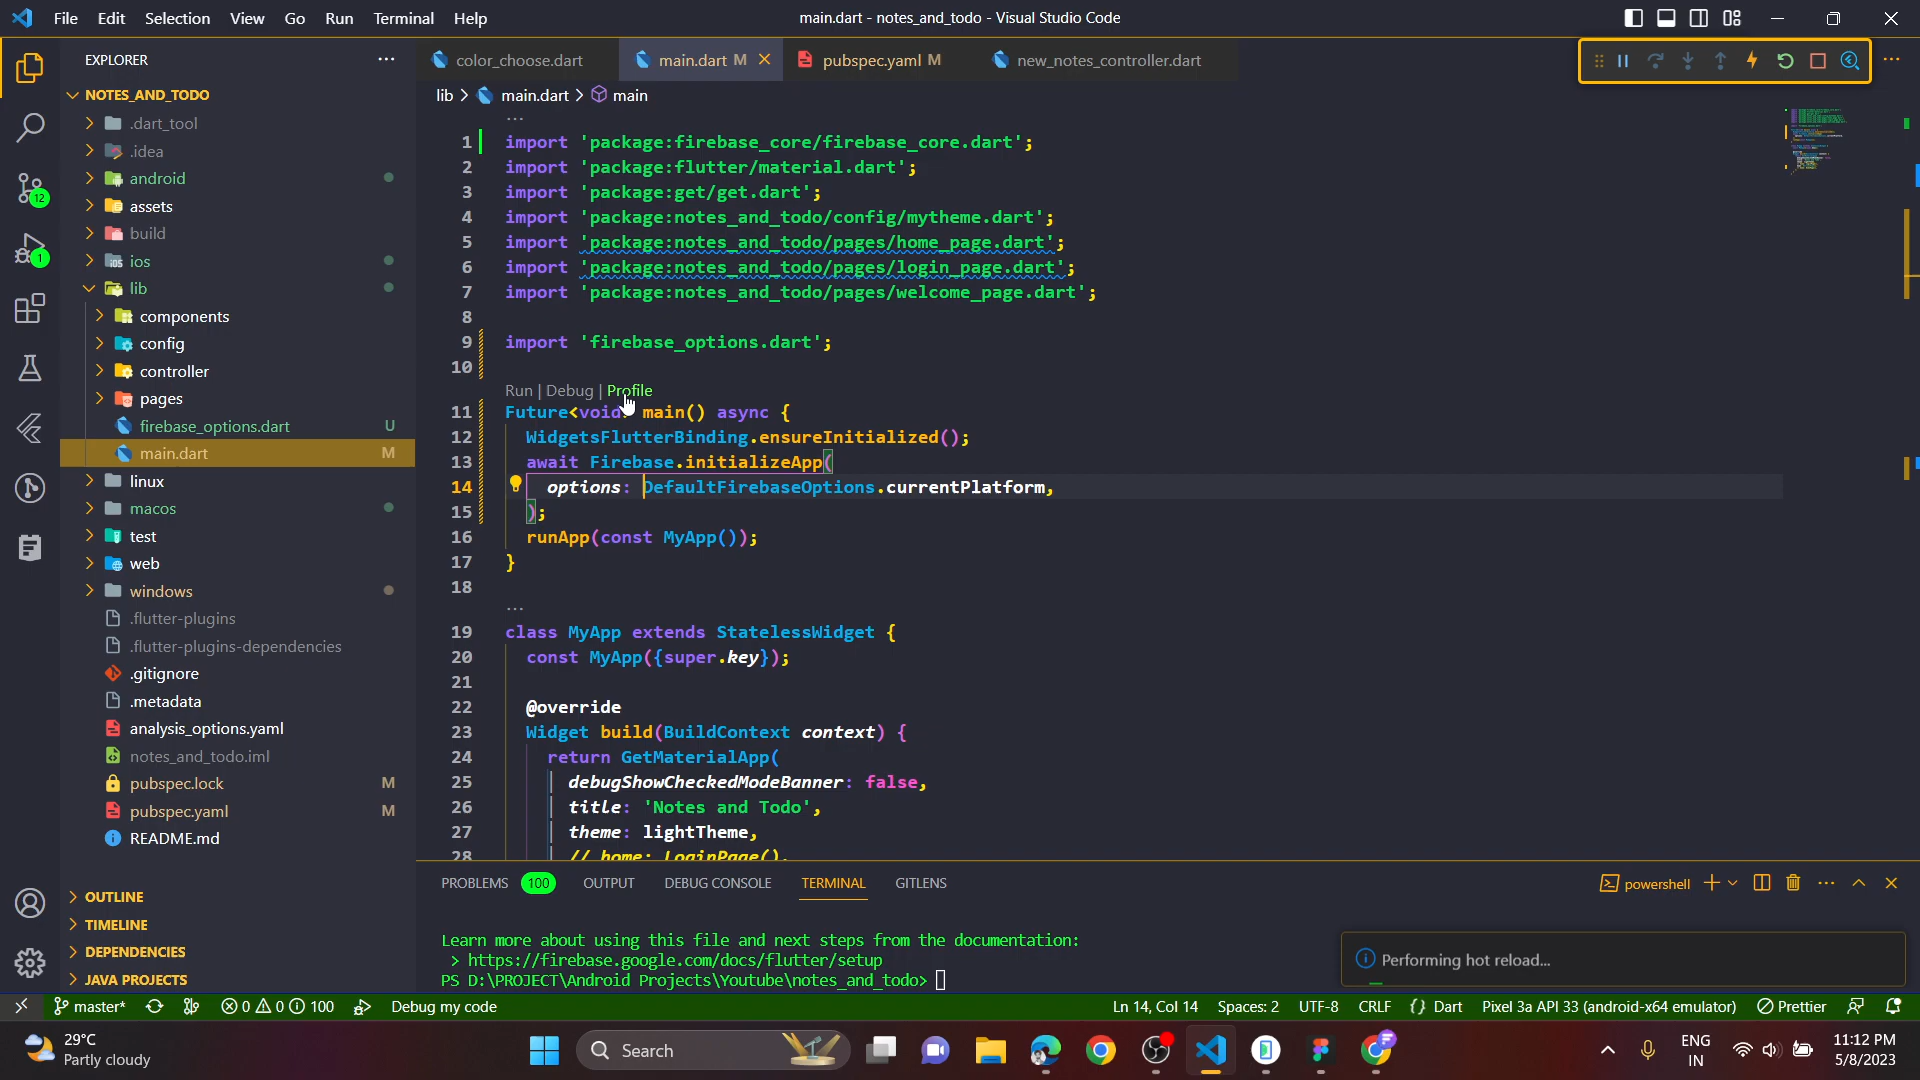 File Edit Selection View Go Run Terminal Help
main.dart - notes_and_todo - Visual Studio Code
EXPLORER
color_choose.dart
main.dart M
pubspec.yaml M
new_notes_controller.dart
NOTES_AND_TODO
.dart_tool
.idea
android
assets
build
ios
lib
components
config
controller
pages
firebase_options.dart U
main.dart M
linux
macos
test
web
windows
.flutter-plugins
.flutter-plugins-dependencies
.gitignore
.metadata
analysis_options.yaml
notes_and_todo.iml
pubspec.lock M
pubspec.yaml M
README.md
OUTLINE
TIMELINE
DEPENDENCIES
JAVA PROJECTS
12
1
lib > main.dart > main
1 import 'package:firebase_core/firebase_core.dart';
2 import 'package:flutter/material.dart';
3 import 'package:get/get.dart';
4 import 'package:notes_and_todo/config/mytheme.dart';
5 import 'package:notes_and_todo/pages/home_page.dart';
6 import 'package:notes_and_todo/pages/login_page.dart';
7 import 'package:notes_and_todo/pages/welcome_page.dart';
8
9 import 'firebase_options.dart';
10
Run | Debug | Profile
11 Future<void> main() async {
12 WidgetsFlutterBinding.ensureInitialized();
13 await Firebase.initializeApp(
14 options: DefaultFirebaseOptions.currentPlatform,
15 );
16 runApp(const MyApp());
17 }
18
19 class MyApp extends StatelessWidget {
20 const MyApp({super.key});
21
22 @override
23 Widget build(BuildContext context) {
24 return GetMaterialApp(
25 debugShowCheckedModeBanner: false,
26 title: 'Notes and Todo',
27 theme: lightTheme,
28 // home: LoginPage(),
PROBLEMS 100 OUTPUT DEBUG CONSOLE TERMINAL GITLENS
powershell
Learn more about using this file and next steps from the documentation:
> https://firebase.google.com/docs/flutter/setup
PS D:\PROJECT\Android Projects\Youtube\notes_and_todo>
Performing hot reload...
master* 0 0 100 Debug my code
Ln 14, Col 14 Spaces: 2 UTF-8 CRLF {} Dart Pixel 3a API 33 (android-x64 emulator) Prettier
29°C
Partly cloudy
Search
ENG
IN
11:12 PM
5/8/2023